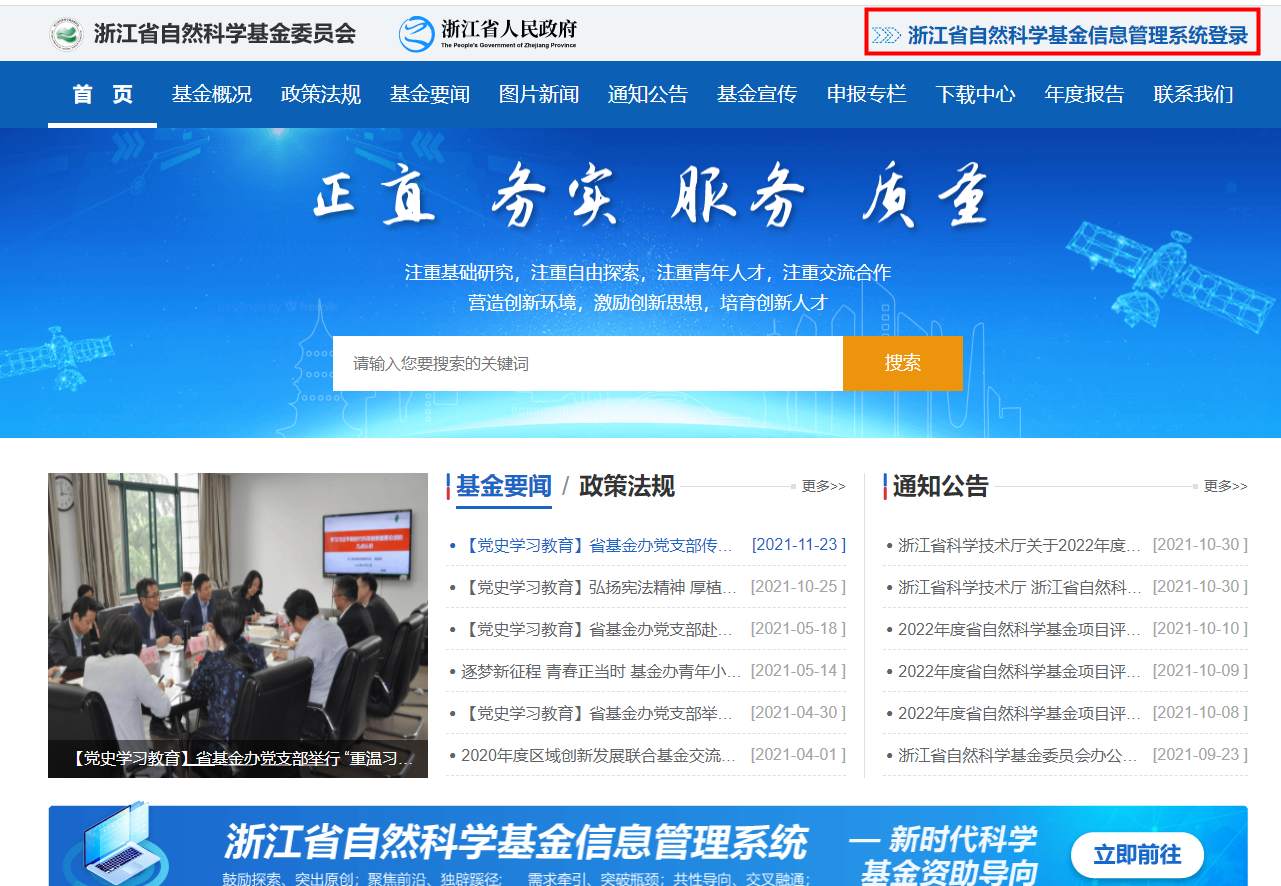 浙江省自然科学基金委员会
浙江省人民政府
The People's Government of Zhejiang Province
浙江省自然科学基金信息管理系统登录
首 页 基金概况 政策法规 基金要闻 图片新闻 通知公告 基金宣传 申报专栏 下载中心 年度报告 联系我们
正直 务实 服务 质量
注重基础研究，注重自由探索，注重青年人才，注重交流合作
营造创新环境，激励创新思想，培育创新人才
请输入您要搜索的关键词 搜索
【党史学习教育】省基金办党支部举行 “重温习...
基金要闻 / 政策法规 更多>>
【党史学习教育】省基金办党支部传... [2021-11-23 ]
【党史学习教育】弘扬宪法精神 厚植... [2021-10-25 ]
【党史学习教育】省基金办党支部赴... [2021-05-18 ]
逐梦新征程 青春正当时 基金办青年小... [2021-05-14 ]
【党史学习教育】省基金办党支部举... [2021-04-30 ]
2020年度区域创新发展联合基金交流... [2021-04-01 ]
通知公告 更多>>
浙江省科学技术厅关于2022年度... [2021-10-30 ]
浙江省科学技术厅 浙江省自然科... [2021-10-30 ]
2022年度省自然科学基金项目评... [2021-10-10 ]
2022年度省自然科学基金项目评... [2021-10-09 ]
2022年度省自然科学基金项目评... [2021-10-08 ]
浙江省自然科学基金委员会办公... [2021-09-23 ]
浙江省自然科学基金信息管理系统
鼓励探索、突出原创；聚焦前沿、独辟蹊径； 需求牵引、突破瓶颈；共性导向、交叉融通；
— 新时代科学
基金资助导向
立即前往